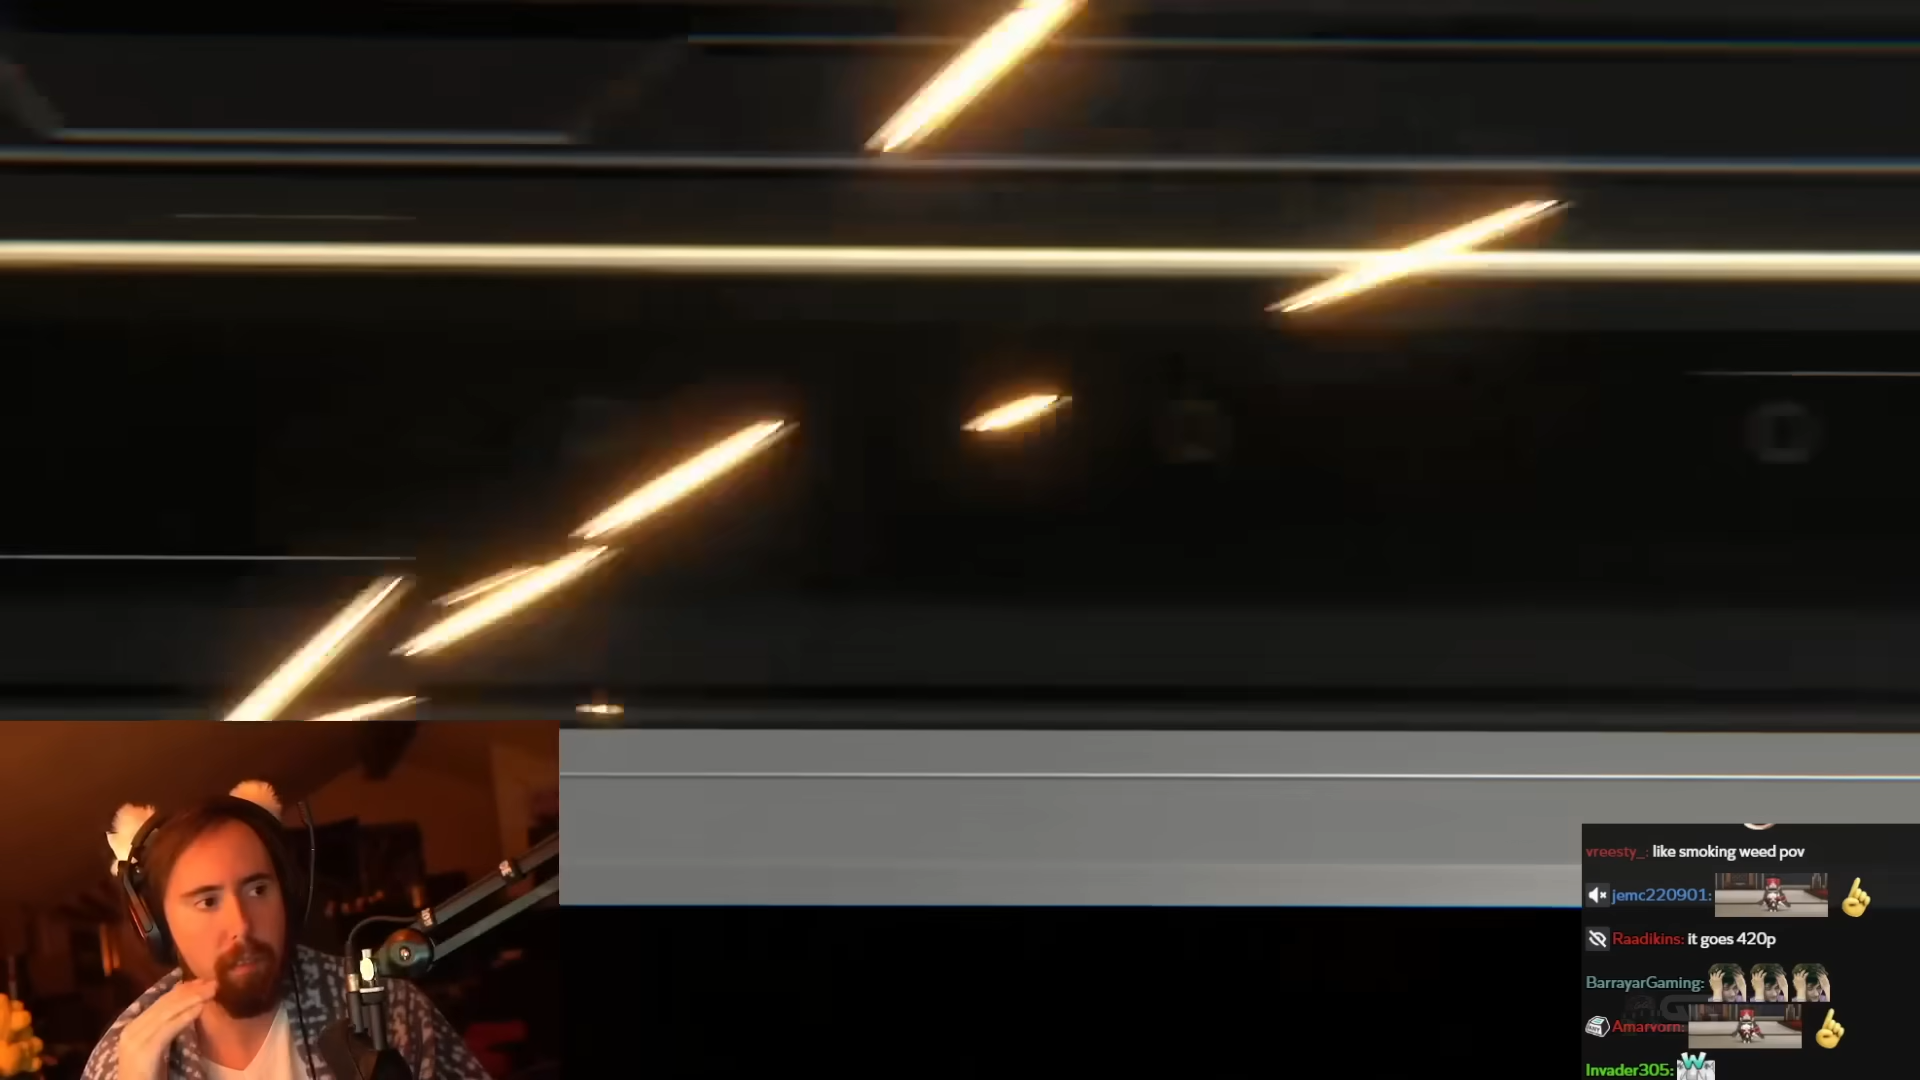 vreesty_: like smoking weed pov
jemc220901:
Raadikins: it goes 420p
BarrayarGaming:
Amarvorn:
Invader305: W